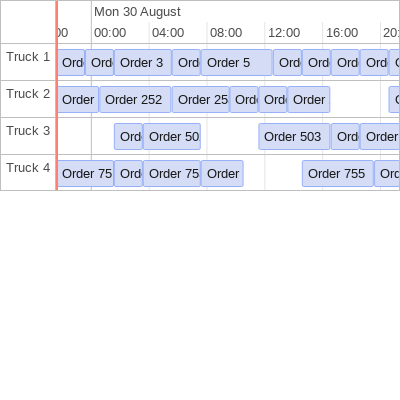 Mon 30 August
00 00:00 04:00 08:00 12:00 16:00 20:
Truck 1 Ord Ord Order 3 Ord Order 5 Ord Ord Ord Ord
Truck 2 Order Order 252 Order 25 Ord Ord Order
Truck 3 Ord Order 50 Order 503 Ord Order
Truck 4 Order 75 Ord Order 75 Order Order 755 Ord